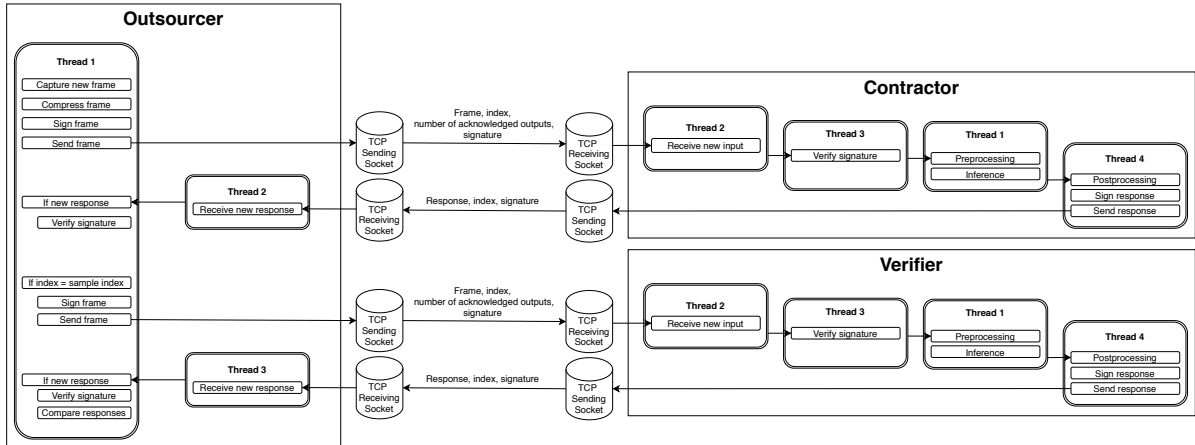 Outsourcer
Thread 1
Capture new frame
Compress frame
Sign frame
Send frame
If new response
Verify signature
If index = sample index
Sign frame
Send frame
If new response
Verify signature
Compare responses
Thread 2
Receive new response
Thread 3
Receive new response
TCP
Sending
Socket
Frame, index,
number of acknowledged outputs,
signature
TCP
Receiving
Socket
TCP
Receiving
Socket
Response, index, signature
TCP
Sending
Socket
TCP
Sending
Socket
Frame, index,
number of acknowledged outputs,
signature
TCP
Receiving
Socket
TCP
Receiving
Socket
Response, index, signature
TCP
Sending
Socket
Contractor
Thread 2
Receive new input
Thread 3
Verify signature
Thread 1
Preprocessing
Inference
Thread 4
Postprocessing
Sign response
Send response
Verifier
Thread 2
Receive new input
Thread 3
Verify signature
Thread 1
Preprocessing
Inference
Thread 4
Postprocessing
Sign response
Send response